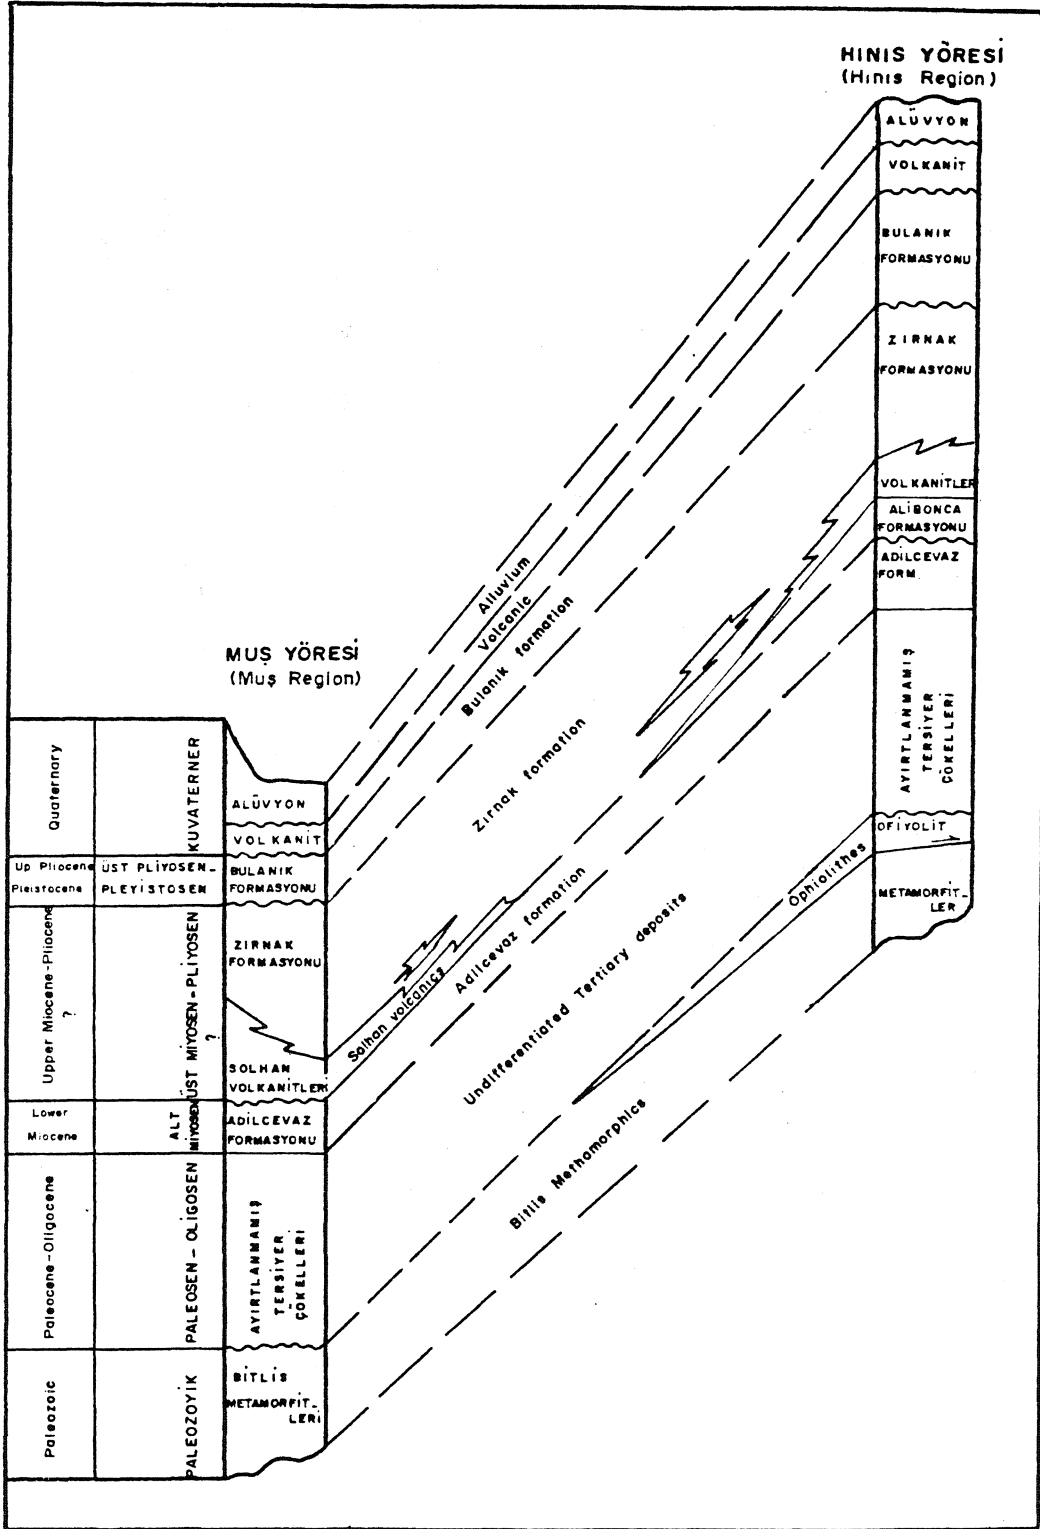 HINIS YÖRESİ
(Hınıs Region)
ALÜVYON
VOLKANİT
BULANIK
FORMASYONU
ZIRNAK
FORMASYONU
VOLKANİTLER
ALİBONCA
FORMASYONU
ADİLCEVAZ
FORM.
AYIRTLANMAMIŞ
TERSİYER
ÇÖKELLERİ
OFİYOLİT
METAMORFİT_
LER
Alluvium
Volcanic
Bulanık formation
Zırnak formation
Solhan volcanics
Adilcevaz formation
Undifferentiated Tertiary deposits
Ophiolithes
Bitlis Methamorphics
MUŞ YÖRESİ
(Muş Region)
Quaternary
KUVATERNER
ALÜVYON
VOLKANİT
Up Pliocene
Pleistocene
ÜST PLİYOSEN_
PLEYİSTOSEN
BULANIK
FORMASYONU
Upper Miocene-Pliocene
?
ÜST MİYOSEN-PLİYOSEN
?
ZIRNAK
FORMASYONU
SOLHAN
VOLKANİTLERİ
Lower
Miocene
ALT
MİYOSEN
ADİLCEVAZ
FORMASYONU
Paleocene-Oligocene
PALEOSEN-OLİGOSEN
AYIRTLANMAMIŞ
TERSİYER
ÇÖKELLERİ
Paleozoic
PALEOZOYİK
BİTLİS
METAMORFİT_
LERİ